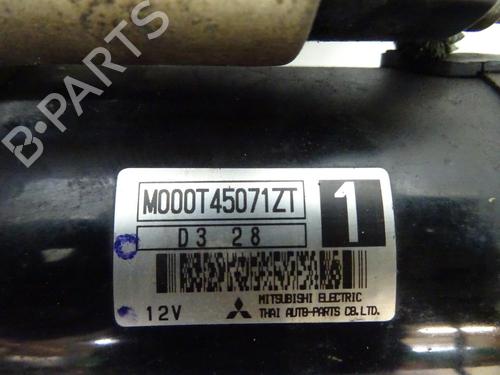 B-PARTS
M000T45071ZT
1
D3 28
12V
MITSUBISHI ELECTRIC
THAI AUTO-PARTS CO.,LTD.